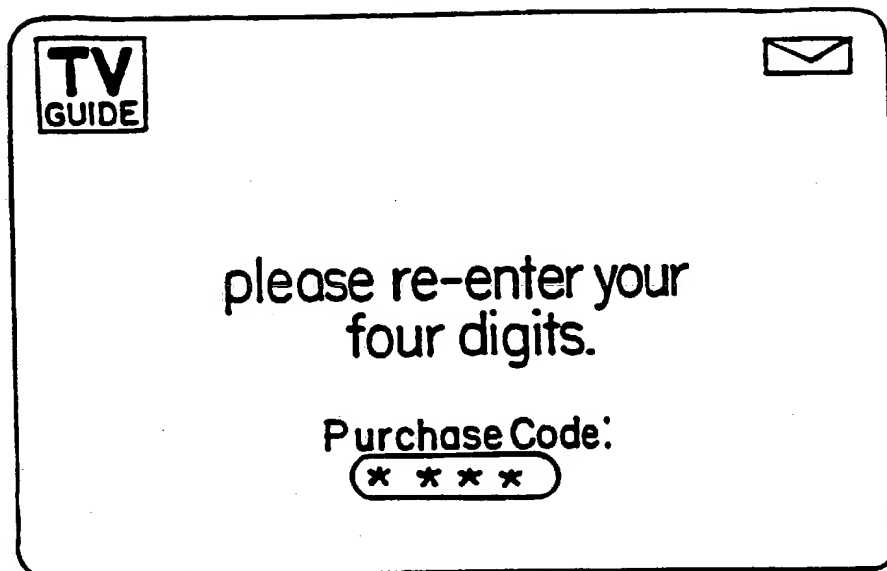 TV
GUIDE
please re-enter your
four digits.
Purchase Code:
* * * *